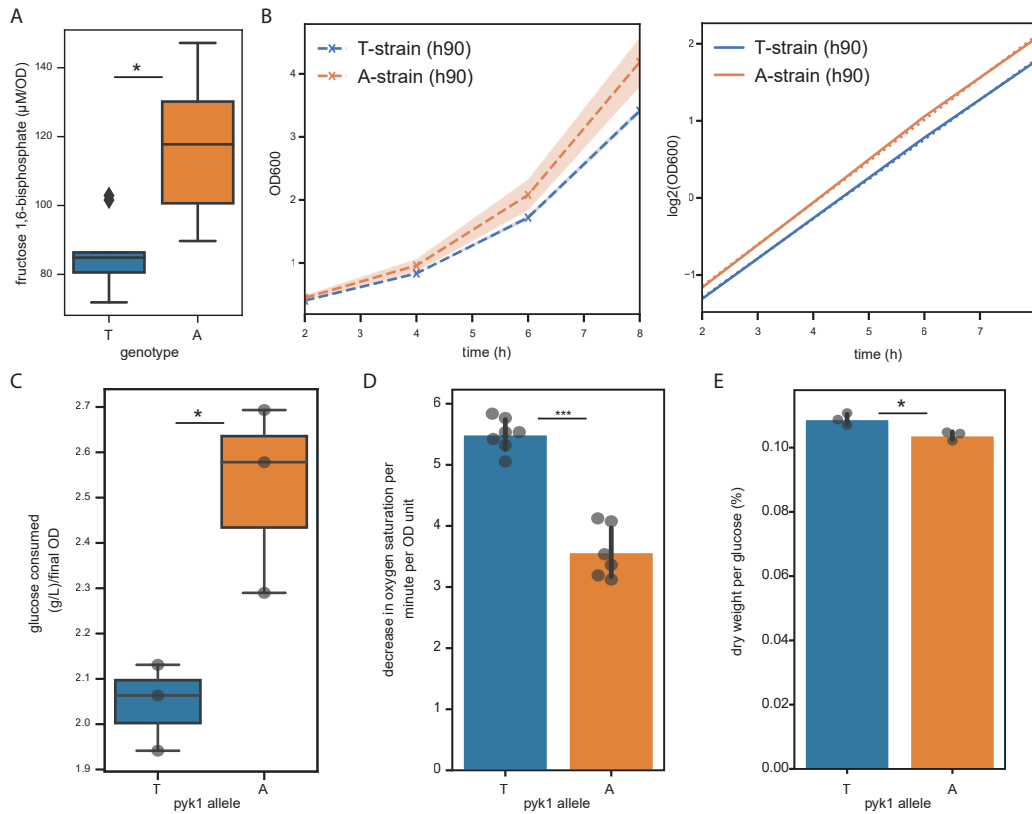 A
fructose 1,6-bisphosphate (µM/OD)
140
120
100
80
*
T
A
genotype
B
OD600
4
3
2
1
T-strain (h90)
A-strain (h90)
2
3
4
5
6
7
8
time (h)
log2(OD600)
2
1
0
−1
T-strain (h90)
A-strain (h90)
2
3
4
5
6
7
time (h)
C
glucose consumed
(g/L)/final OD
2.7
2.6
2.5
2.4
2.3
2.2
2.1
2.0
1.9
*
T
A
pyk1 allele
D
decrease in oxygen saturation per
minute per OD unit
6
5
4
3
2
1
0
***
T
A
pyk1 allele
E
dry weight per glucose (%)
0.10
0.08
0.06
0.04
0.02
0.00
*
T
A
pyk1 allele